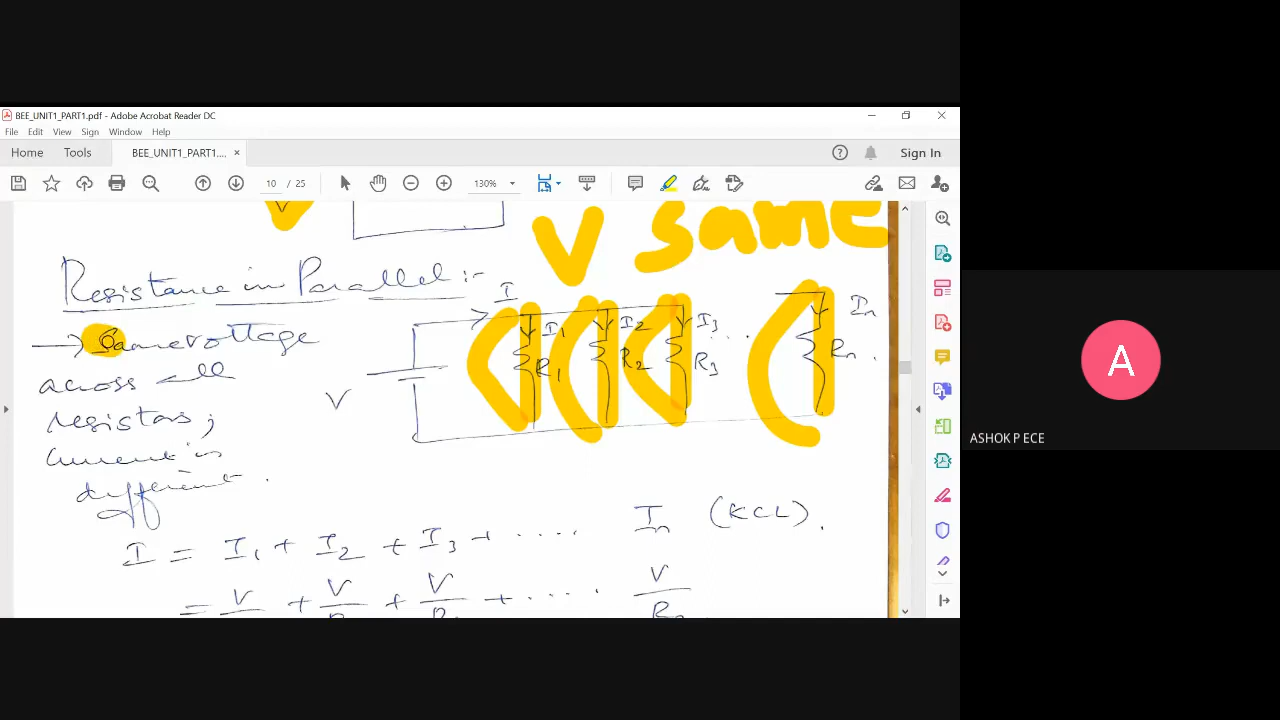 BEE_UNIT1_PART1.pdf - Adobe Acrobat Reader DC
File Edit View Sign Window Help
Home Tools BEE_UNIT1_PART1.... × Sign In
10 / 25 130%
V
V same
Resistance in Parallel :-
→ Same voltage
across all
resistors;
current is
different.
I
V
I1 I2 I3 ... In
R1 R2 R3 Rn.
I = I1 + I2 + I3 + .... In (KCL).
= V + V + V + .... V
A
ASHOK P ECE